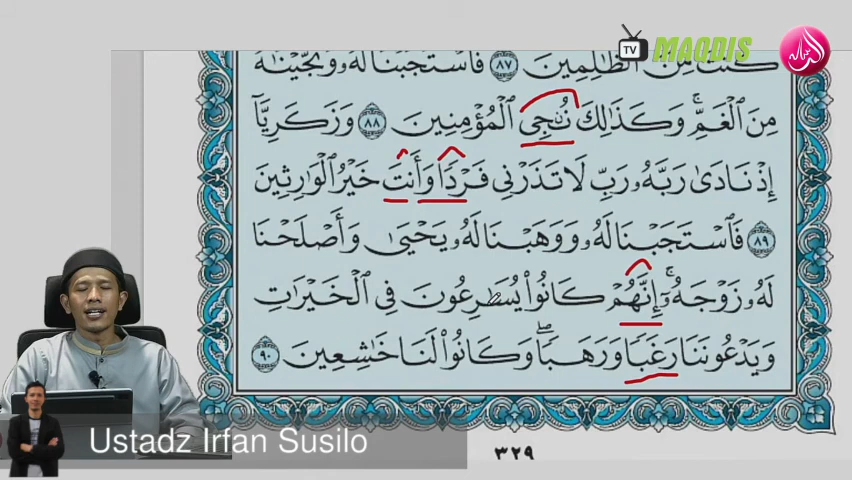 TV MAQDIS
كُنتُ مِنَ ٱلظَّٰلِمِينَ ٨٧ فَٱسْتَجَبْنَا لَهُۥ وَنَجَّيْنَٰهُ
مِنَ ٱلْغَمِّ ۚ وَكَذَٰلِكَ نُـۨجِى ٱلْمُؤْمِنِينَ ٨٨ وَزَكَرِيَّآ
إِذْ نَادَىٰ رَبَّهُۥ رَبِّ لَا تَذَرْنِى فَرْدًا وَأَنتَ خَيْرُ ٱلْوَٰرِثِينَ
٨٩ فَٱسْتَجَبْنَا لَهُۥ وَوَهَبْنَا لَهُۥ يَحْيَىٰ وَأَصْلَحْنَا
لَهُۥ زَوْجَهُۥٓ ۚ إِنَّهُمْ كَانُوا۟ يُسَٰرِعُونَ فِى ٱلْخَيْرَٰتِ
وَيَدْعُونَنَا رَغَبًا وَرَهَبًا ۖ وَكَانُوا۟ لَنَا خَٰشِعِينَ ٩٠
٣٢٩
Ustadz Irfan Susilo